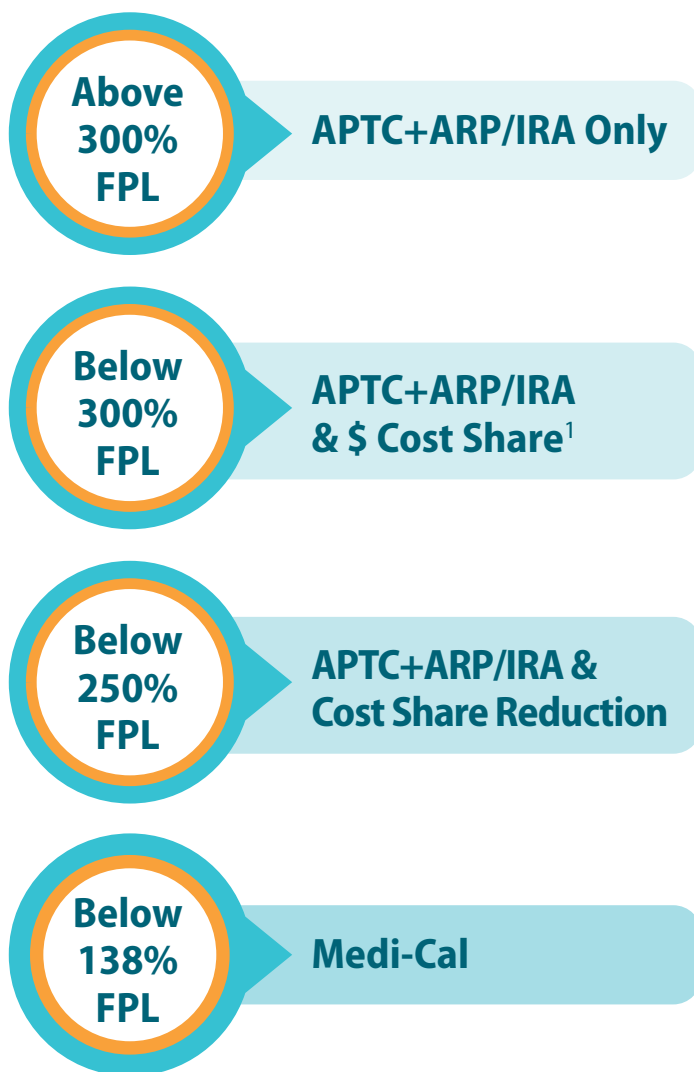 Above
300%
FPL
APTC+ARP/IRA Only
Below
300%
FPL
APTC+ARP/IRA
& $ Cost Share1
Below
250%
FPL
APTC+ARP/IRA &
Cost Share Reduction
Below
138%
FPL
Medi-Cal